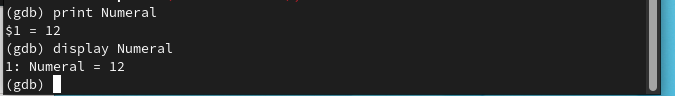 (gdb) print Numeral
$1 = 12
(gdb) display Numeral
1: Numeral = 12
(gdb)